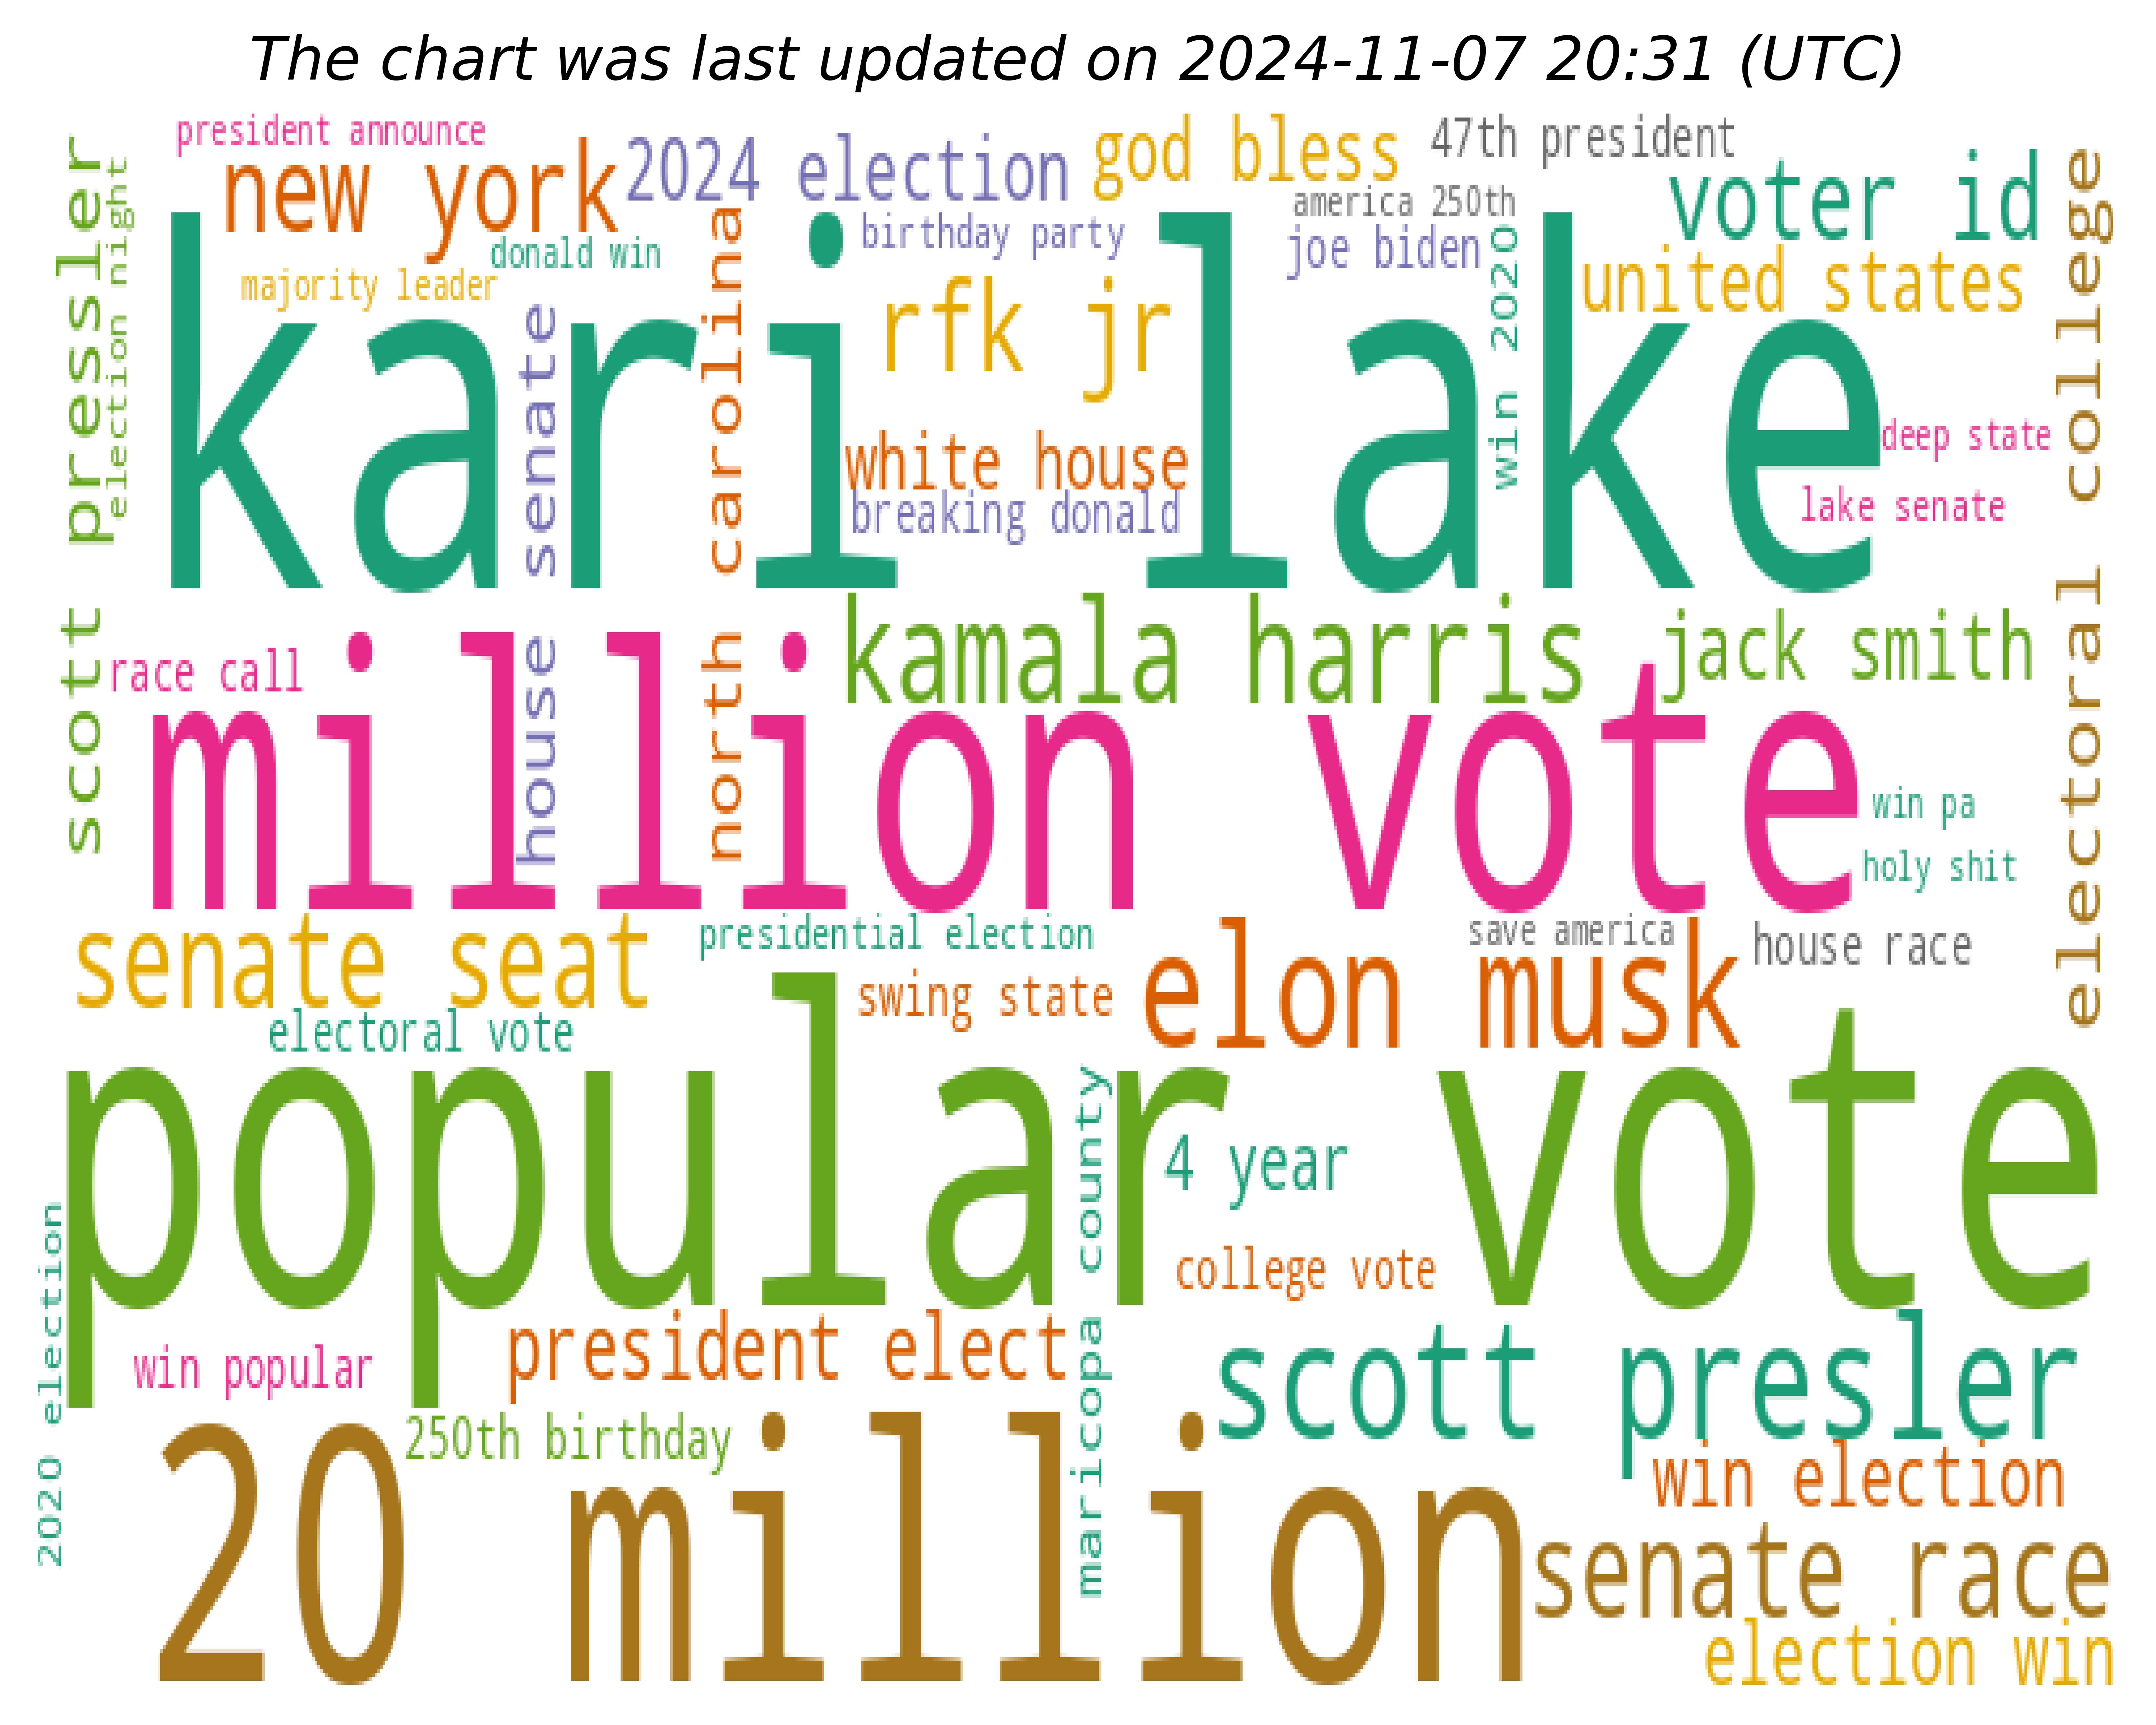 The chart was last updated on 2024-11-07 20:31 (UTC)
president announce
new york
2024 election
god bless
47th president
voter id
america 250th
birthday party
joe biden
donald win
majority leader
united states
scott pressler
election night
kari lake
rfk jr
win 2020
electoral college
white house
breaking donald
deep state
lake senate
house senate
north carolina
kamala harris
jack smith
race call
million vote
win pa
holy shit
senate seat
presidential election
save america
house race
elon musk
swing state
electoral vote
popular vote
maricopa county
4 year
college vote
2020 election
president elect
win popular
scott presler
250th birthday
20 million
win election
senate race
election win